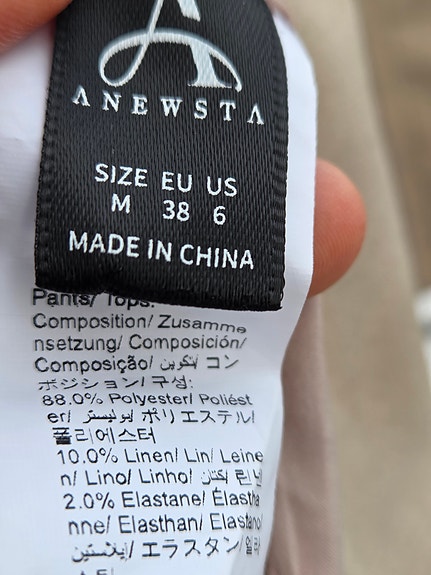 ANEWSTA
SIZE EU US
M 38 6
MADE IN CHINA
Pants/ Tops:
Composition/ Zusamme
nsetzung/ Composición/
Composição/ تكوين/ コン
ポジション/ 구성:
88.0% Polyester/ Poliést
er/ بوليستر/ ポリエステル/
폴리에스터
10.0% Linen/ Lin/ Leine
n/ Lino/ Linho/ كتان/ 린넨
2.0% Elastane/ Élastha
nne/ Elasthan/ Elastano/
إيلاستين/ エラスタン/ 엘라